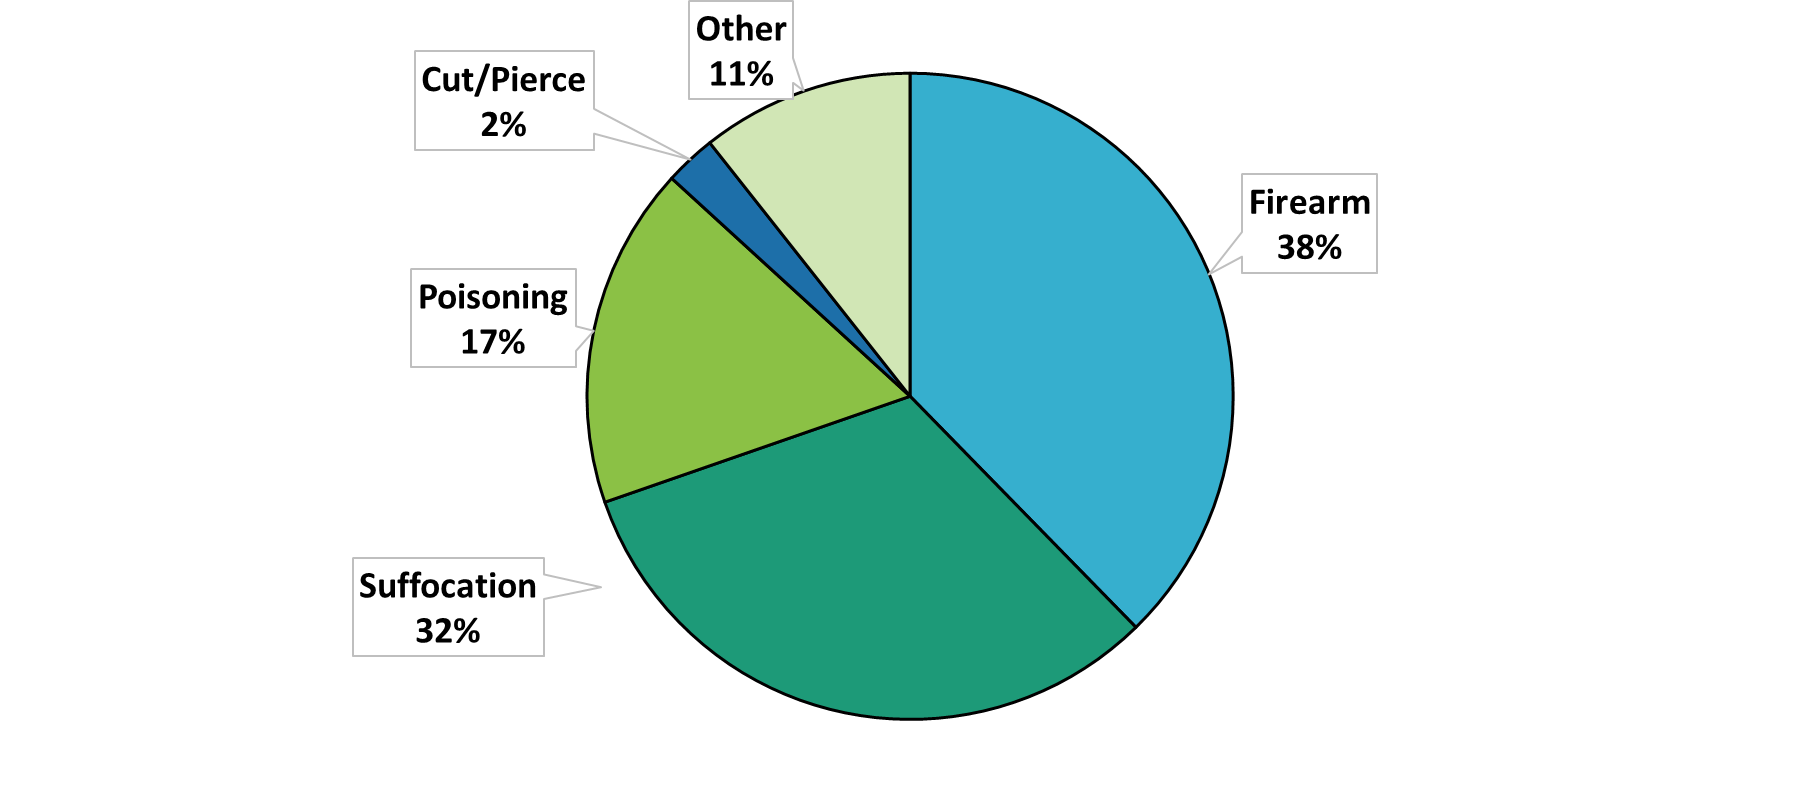 Other
11%
Cut/Pierce
2%
Firearm
38%
Poisoning
17%
Suffocation
32%